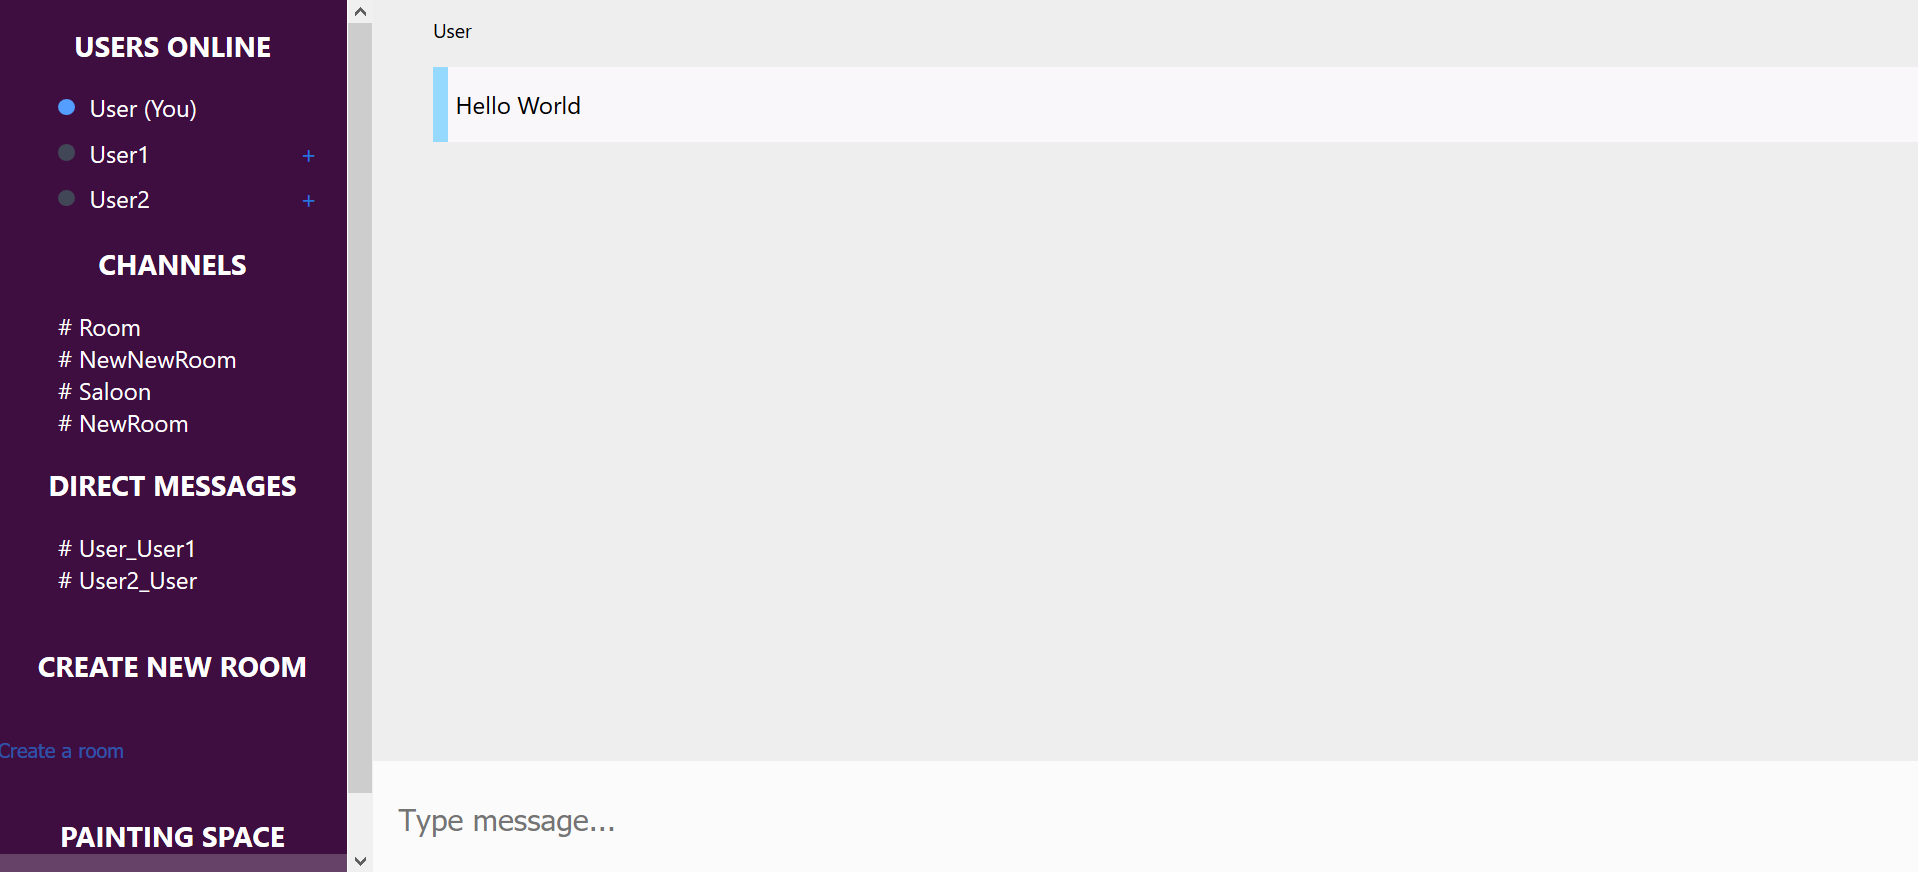 USERS ONLINE
User (You)
User1 +
User2 +
CHANNELS
# Room
# NewNewRoom
# Saloon
# NewRoom
DIRECT MESSAGES
# User_User1
# User2_User
CREATE NEW ROOM
Create a room
PAINTING SPACE
User
Hello World
Type message...